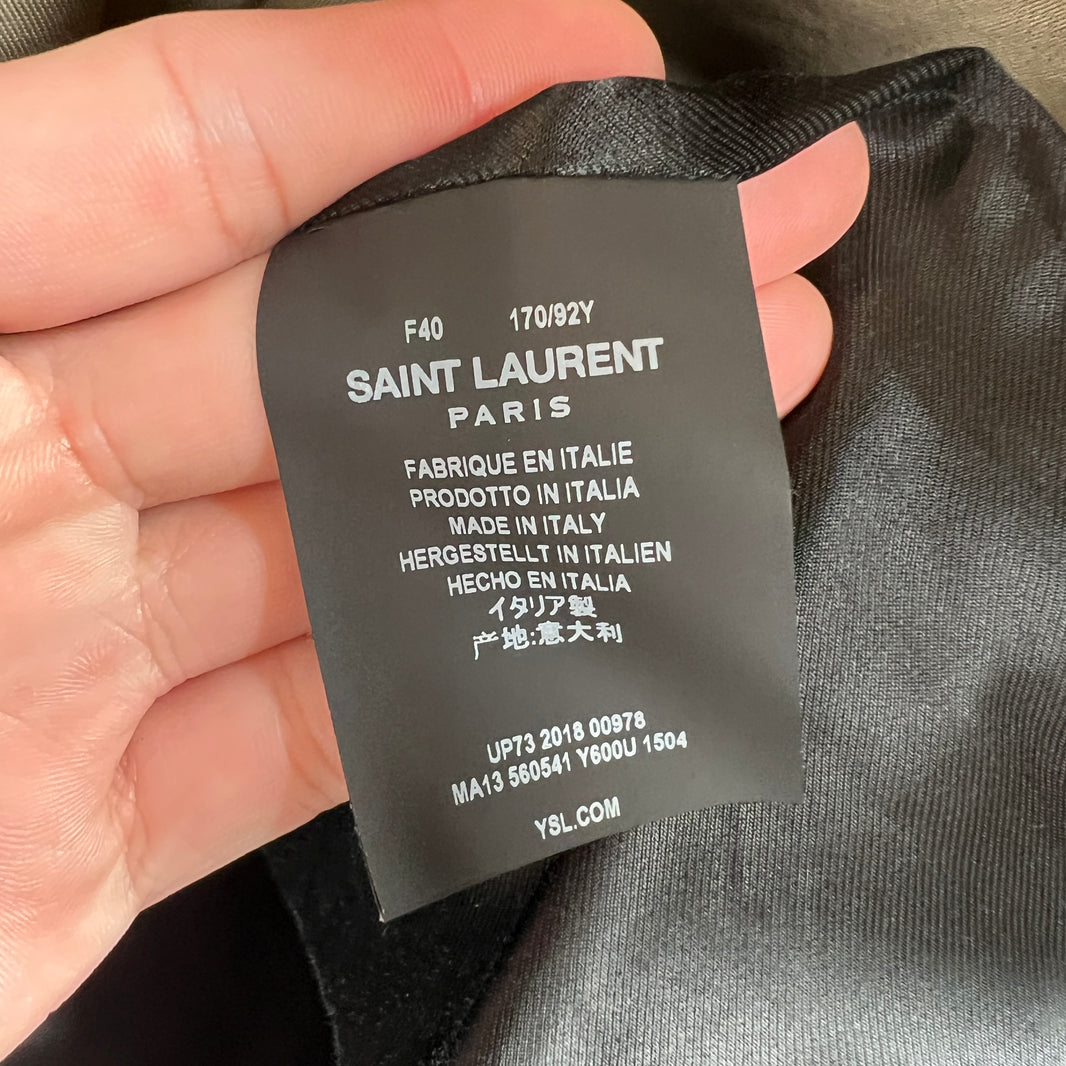 F40 170/92Y
SAINT LAURENT
PARIS
FABRIQUE EN ITALIE
PRODOTTO IN ITALIA
MADE IN ITALY
HERGESTELLT IN ITALIEN
HECHO EN ITALIA
イタリア製
产地:意大利
UP73 2018 00978
MA13 560541 Y600U 1504
YSL.COM